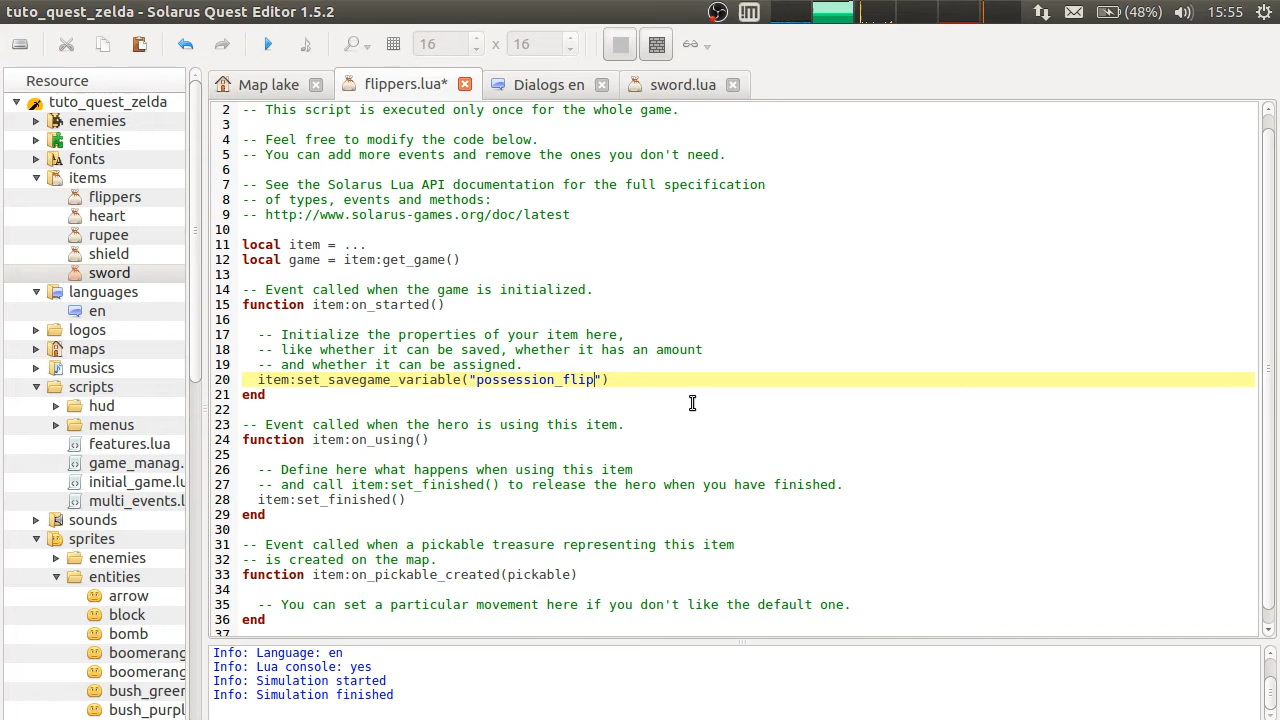 tuto_quest_zelda - Solarus Quest Editor 1.5.2
(48%)
15:55
16 x 16
Resource
Map lake
flippers.lua*
Dialogs en
sword.lua
tuto_quest_zelda
enemies
entities
fonts
items
flippers
heart
rupee
shield
sword
languages
en
logos
maps
musics
scripts
hud
menus
features.lua
game_manag.
initial_game.lu
multi_events.l
sounds
sprites
enemies
entities
arrow
block
bomb
boomerang
boomerang
bush_green
bush_purpl
2 -- This script is executed only once for the whole game.
3
4 -- Feel free to modify the code below.
5 -- You can add more events and remove the ones you don't need.
6
7 -- See the Solarus Lua API documentation for the full specification
8 -- of types, events and methods:
9 -- http://www.solarus-games.org/doc/latest
10
11 local item = ...
12 local game = item:get_game()
13
14 -- Event called when the game is initialized.
15 function item:on_started()
16
17 -- Initialize the properties of your item here,
18 -- like whether it can be saved, whether it has an amount
19 -- and whether it can be assigned.
20 item:set_savegame_variable("possession_flip")
21 end
22
23 -- Event called when the hero is using this item.
24 function item:on_using()
25
26 -- Define here what happens when using this item
27 -- and call item:set_finished() to release the hero when you have finished.
28 item:set_finished()
29 end
30
31 -- Event called when a pickable treasure representing this item
32 -- is created on the map.
33 function item:on_pickable_created(pickable)
34
35 -- You can set a particular movement here if you don't like the default one.
36 end
37
Info: Language: en
Info: Lua console: yes
Info: Simulation started
Info: Simulation finished